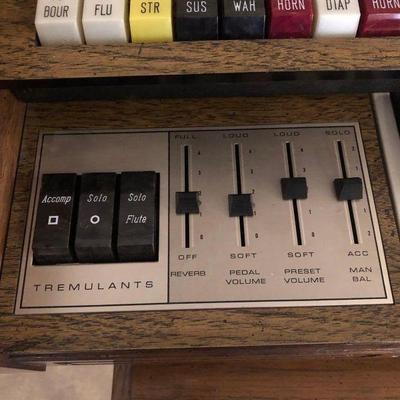 BOUR FLU STR SUS WAH HORN DIAP HORN
FULL LOUD LOUD SOLO
Accomp Solo Solo
Flute
OFF SOFT SOFT ACC
REVERB PEDAL VOLUME PRESET VOLUME MAN BAL
TREMULANTS